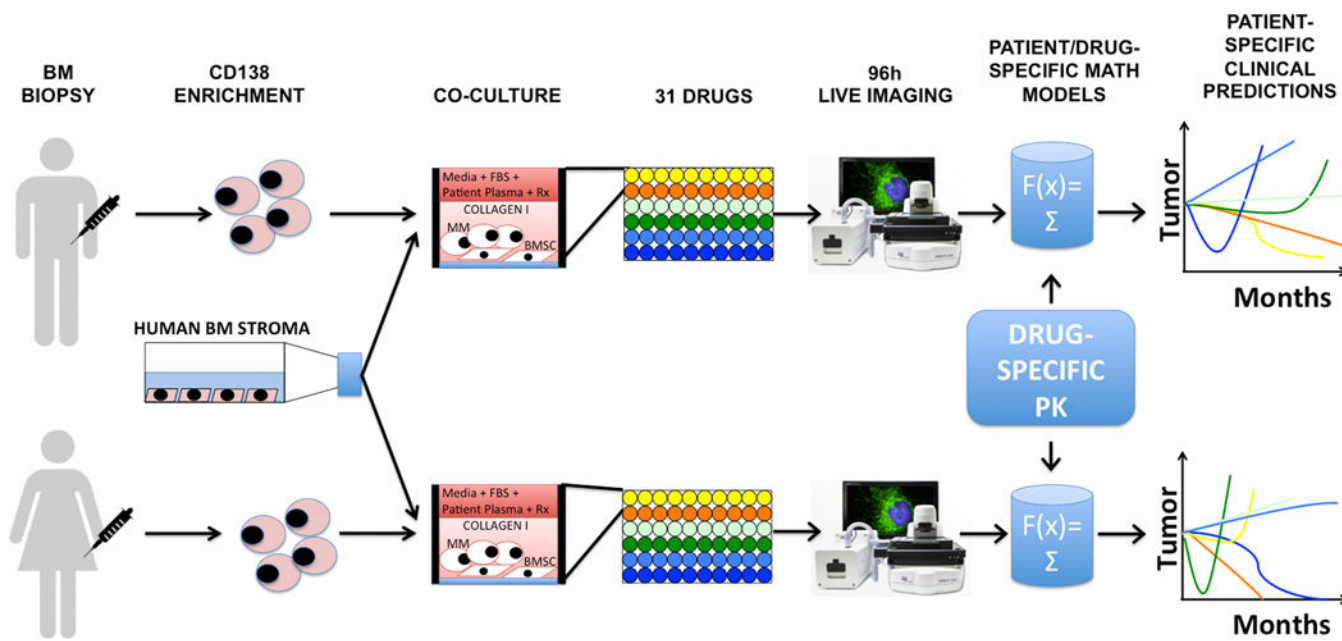 BM
BIOPSY
CD138
ENRICHMENT
CO-CULTURE
31 DRUGS
96h
LIVE IMAGING
PATIENT/DRUG-
SPECIFIC MATH
MODELS
PATIENT-
SPECIFIC
CLINICAL
PREDICTIONS
Media + FBS +
Patient Plasma + Rx
COLLAGEN I
MM
BMSC
F(x)=
Σ
Tumor
Months
HUMAN BM STROMA
DRUG-
SPECIFIC
PK
Media + FBS +
Patient Plasma + Rx
COLLAGEN I
MM
BMSC
F(x)=
Σ
Tumor
Months